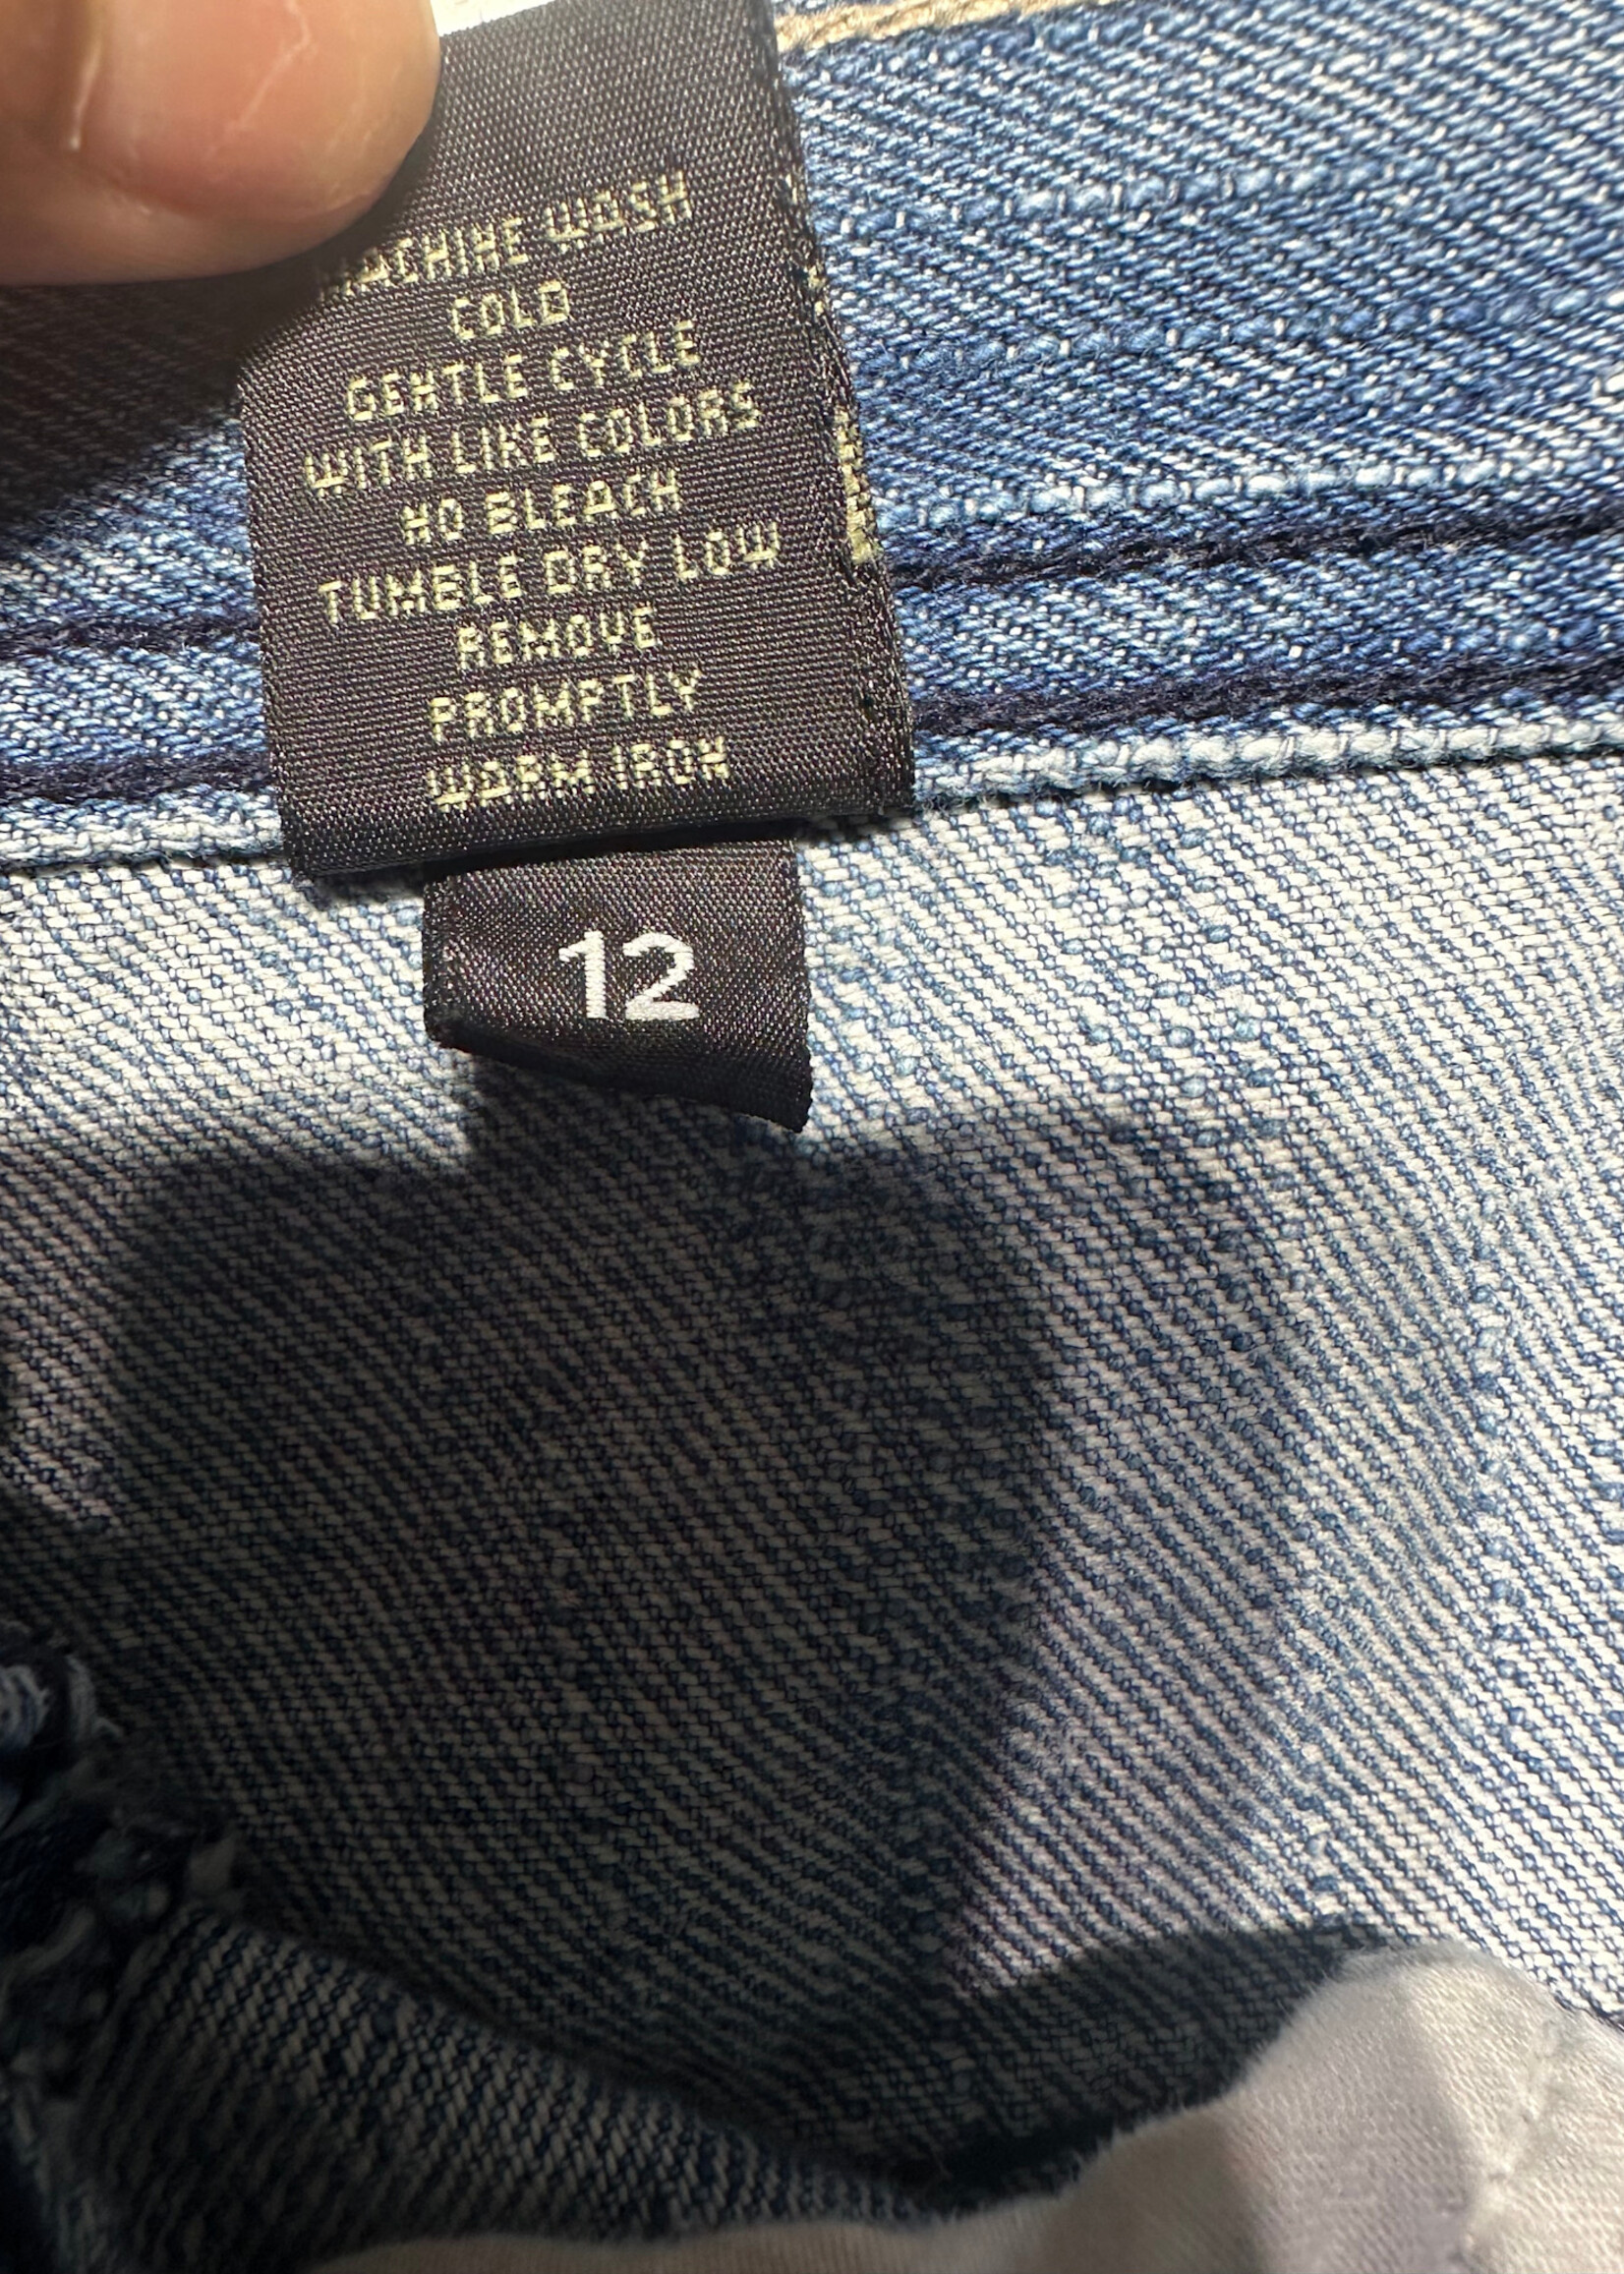 MACHINE WASH
COLD
GENTLE CYCLE
WITH LIKE COLORS
NO BLEACH
TUMBLE DRY LOW
REMOVE
PROMPTLY
WARM IRON
12